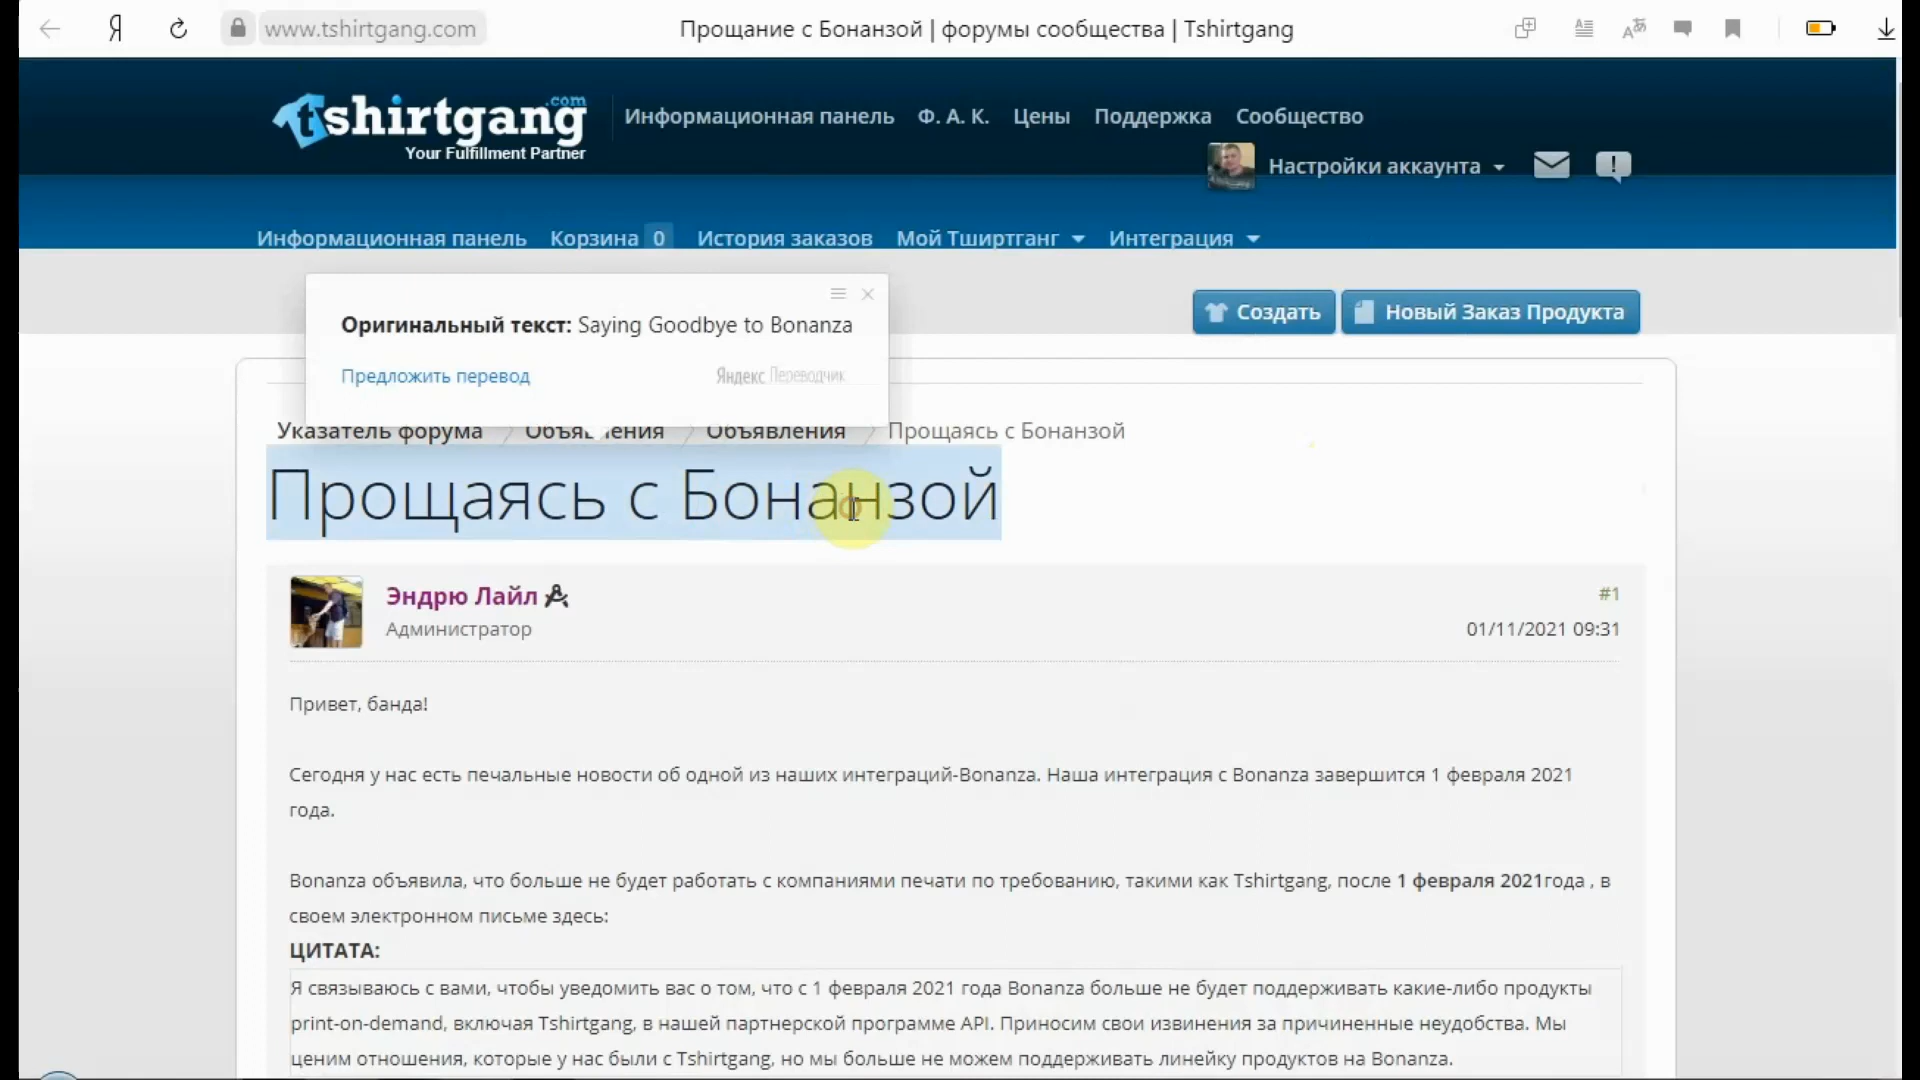 www.tshirtgang.com
Прощание с Бонанзой | форумы сообщества | Tshirtgang
tshirtgang.com
Your Fulfillment Partner
Информационная панель Ф. А. К. Цены Поддержка Сообщество
Настройки аккаунта
Информационная панель Корзина 0 История заказов Мой Тширтганг Интеграция
Оригинальный текст: Saying Goodbye to Bonanza
Предложить перевод Яндекс Переводчик
Создать Новый Заказ Продукта
Указатель форума Объявления Объявления Прощаясь с Бонанзой
Прощаясь с Бонанзой
Эндрю Лайл
#1
Администратор
01/11/2021 09:31
Привет, банда!
Сегодня у нас есть печальные новости об одной из наших интеграций-Bonanza. Наша интеграция с Bonanza завершится 1 февраля 2021
года.
Bonanza объявила, что больше не будет работать с компаниями печати по требованию, такими как Tshirtgang, после 1 февраля 2021года , в
своем электронном письме здесь:
ЦИТАТА:
Я связываюсь с вами, чтобы уведомить вас о том, что с 1 февраля 2021 года Bonanza больше не будет поддерживать какие-либо продукты
print-on-demand, включая Tshirtgang, в нашей партнерской программе API. Приносим свои извинения за причиненные неудобства. Мы
ценим отношения, которые у нас были с Tshirtgang, но мы больше не можем поддерживать линейку продуктов на Bonanza.